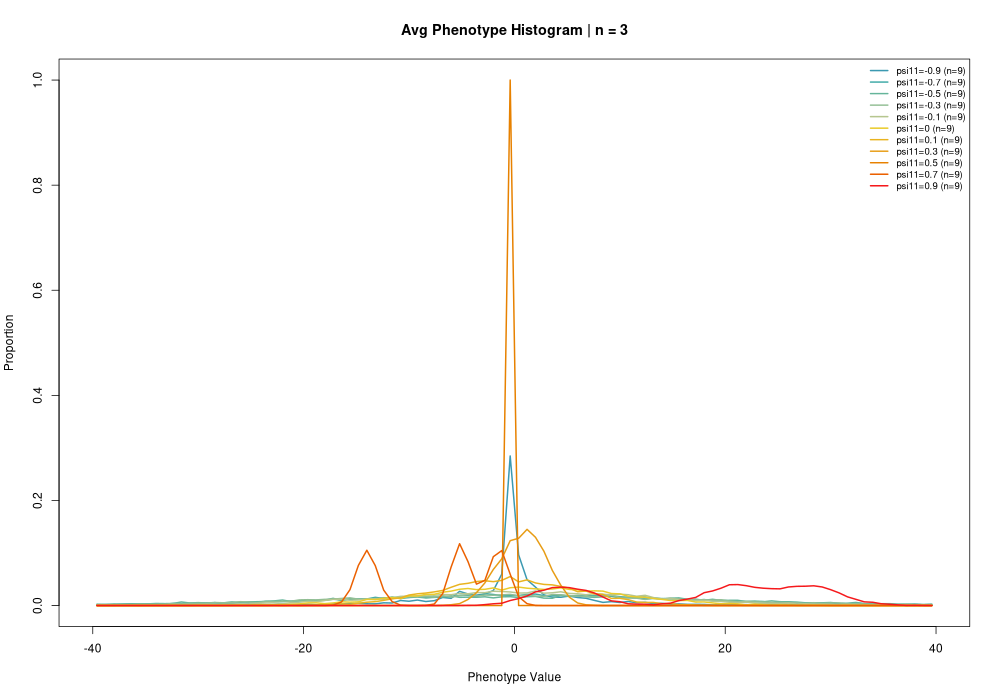 Avg Phenotype Histogram | n = 3
psi11=-0.9 (n=9)
psi11=-0.7 (n=9)
psi11=-0.5 (n=9)
psi11=-0.3 (n=9)
psi11=-0.1 (n=9)
psi11=0 (n=9)
psi11=0.1 (n=9)
psi11=0.3 (n=9)
psi11=0.5 (n=9)
psi11=0.7 (n=9)
psi11=0.9 (n=9)
1.0
0.8
0.6
0.4
0.2
0.0
Proportion
-40 -20 0 20 40
Phenotype Value